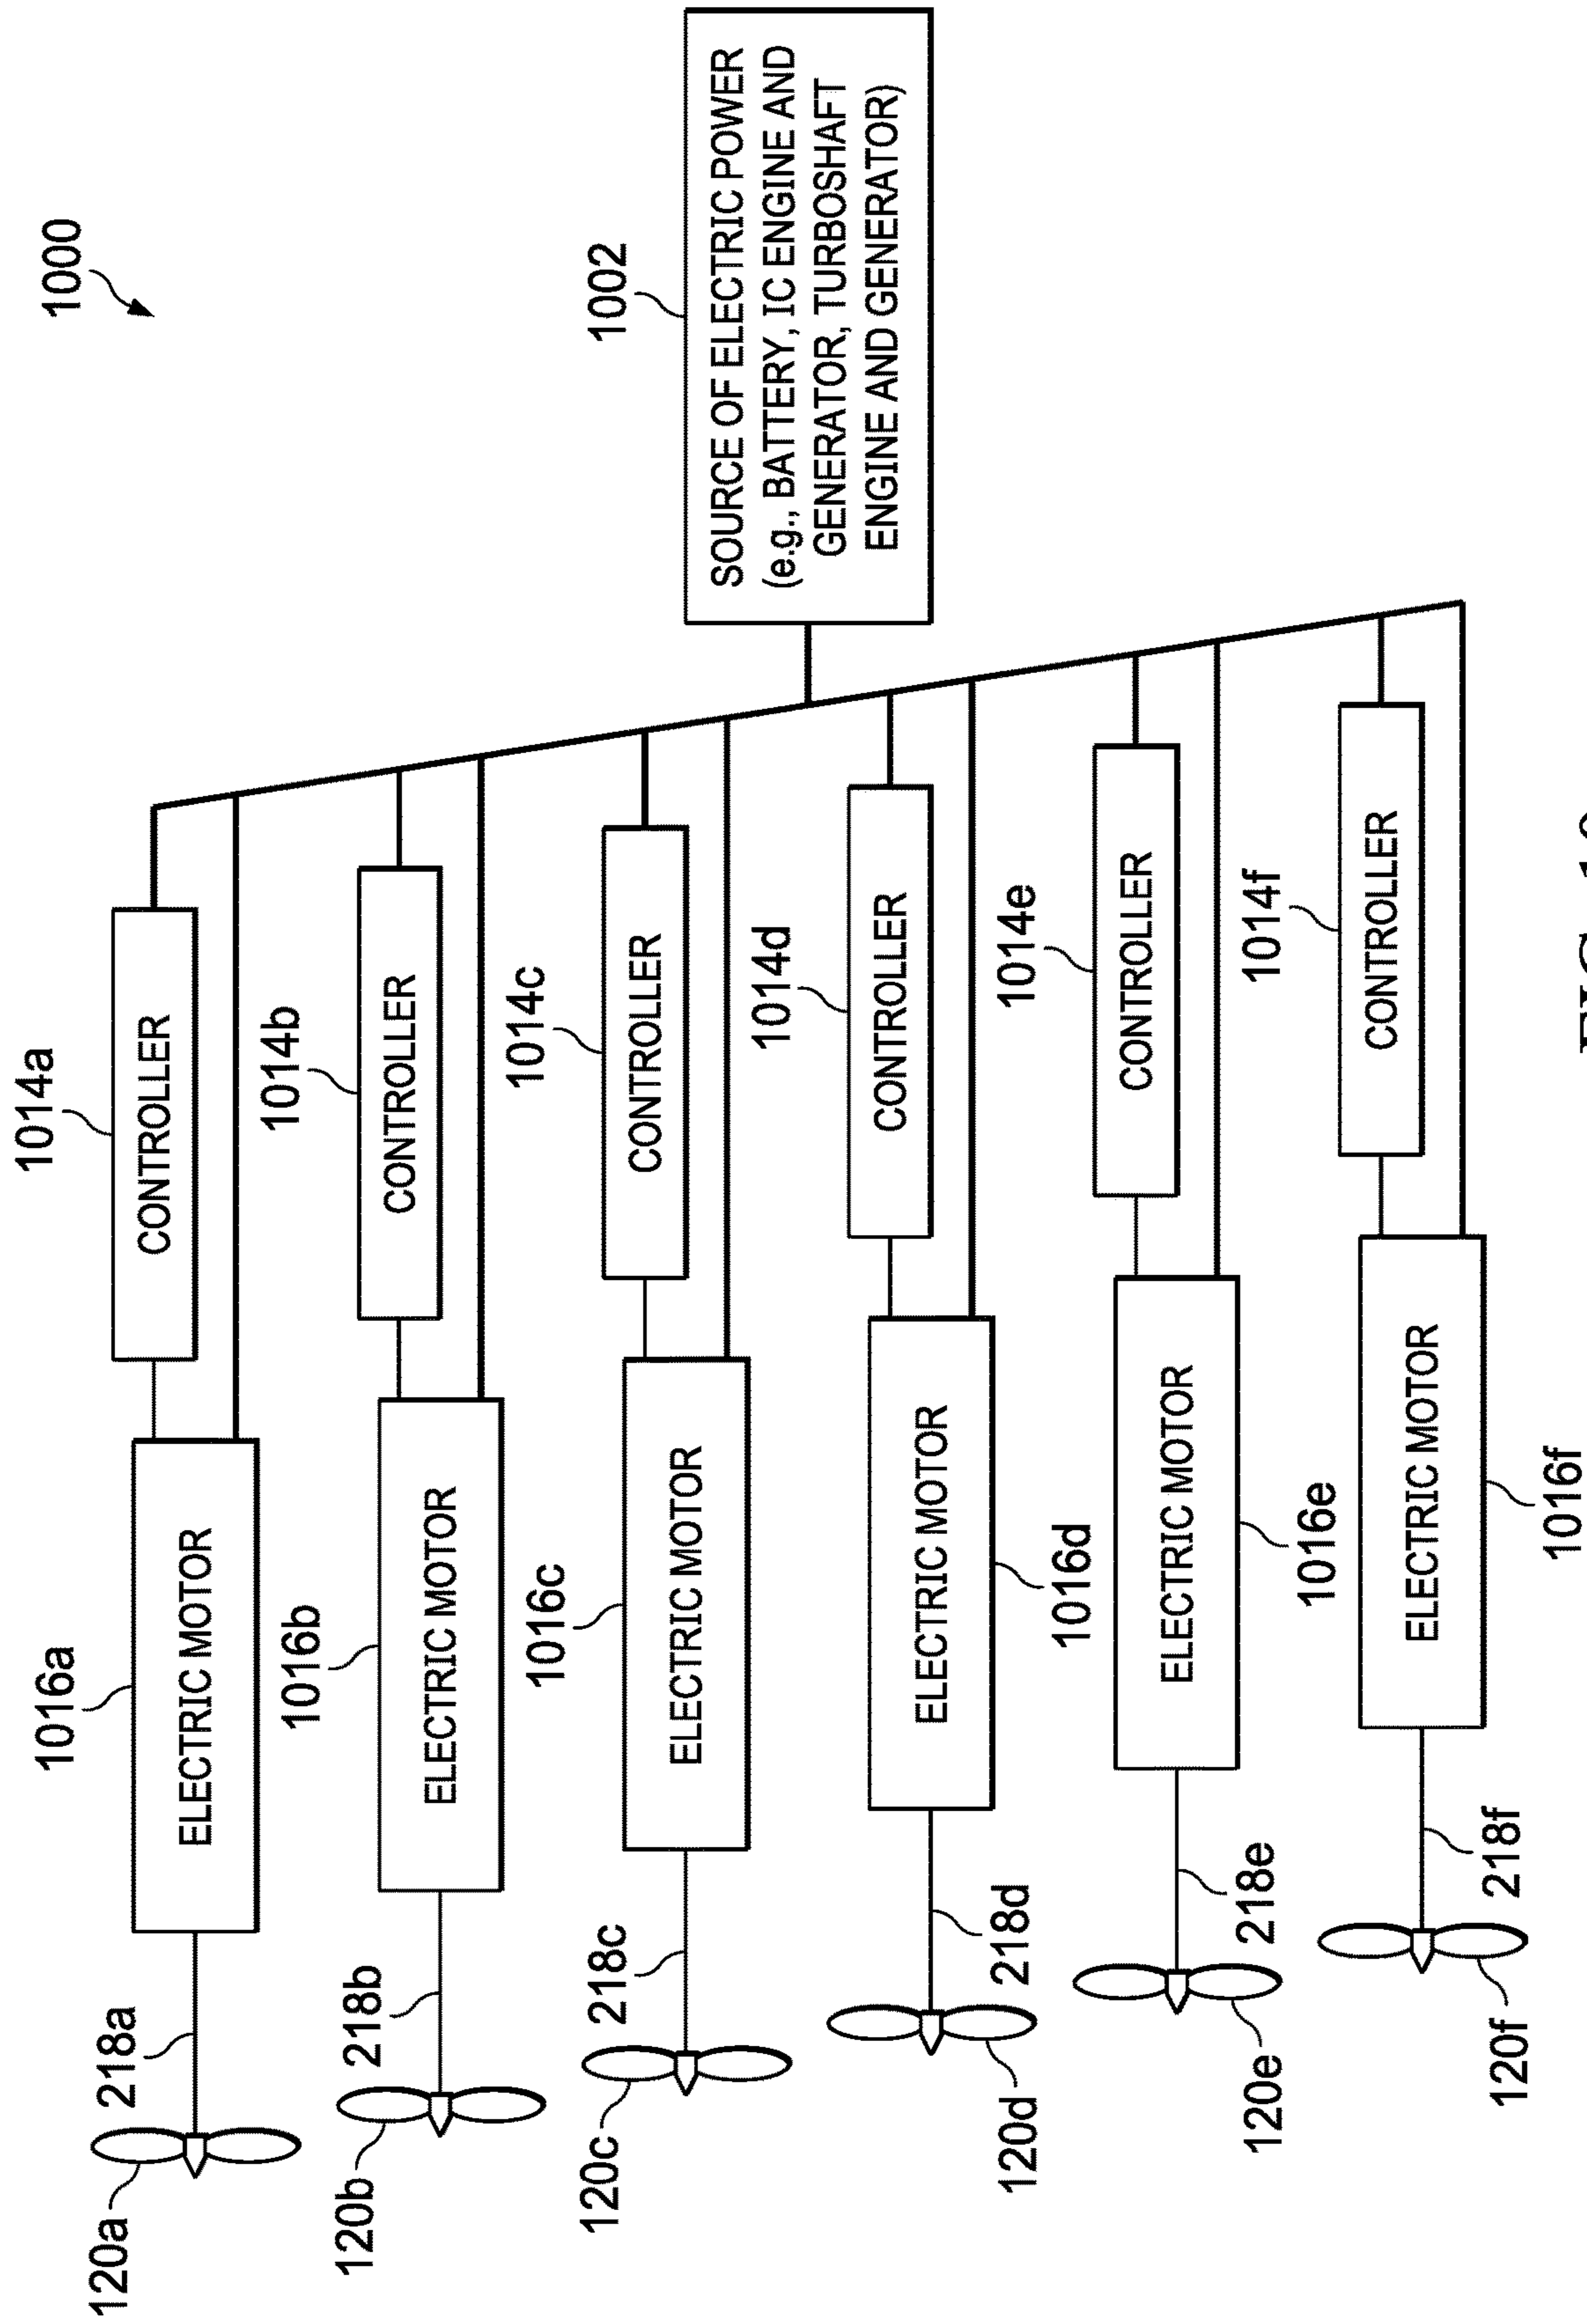 1000
1014a
1016a
218a
120a
CONTROLLER
ELECTRIC MOTOR
1014b
1016b
218b
120b
CONTROLLER
ELECTRIC MOTOR
1014c
1016c
218c
120c
CONTROLLER
ELECTRIC MOTOR
1002
SOURCE OF ELECTRIC POWER
(e.g., BATTERY, IC ENGINE AND
GENERATOR, TURBOSHAFT
ENGINE AND GENERATOR)
1014d
CONTROLLER
ELECTRIC MOTOR
1016d
218d
120d
1014e
CONTROLLER
ELECTRIC MOTOR
1016e
218e
120e
1014f
CONTROLLER
ELECTRIC MOTOR
1016f
218f
120f